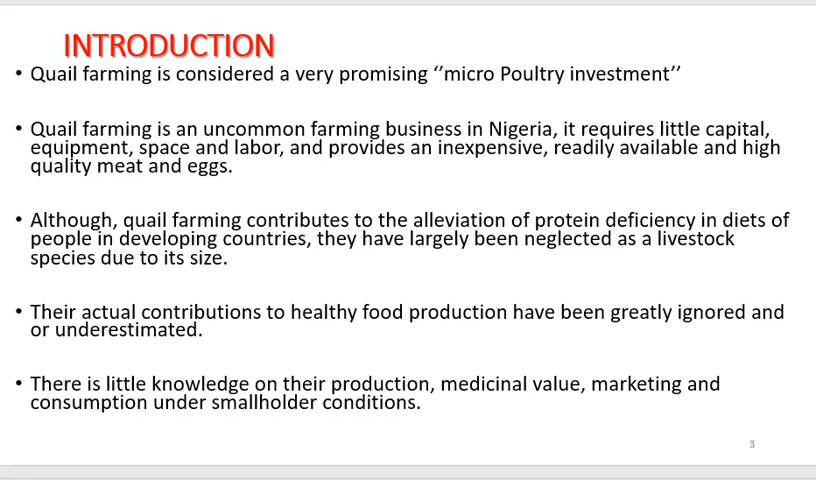 INTRODUCTION
• Quail farming is considered a very promising ‘’micro Poultry investment’’
• Quail farming is an uncommon farming business in Nigeria, it requires little capital,
equipment, space and labor, and provides an inexpensive, readily available and high
quality meat and eggs.
• Although, quail farming contributes to the alleviation of protein deficiency in diets of
people in developing countries, they have largely been neglected as a livestock
species due to its size.
• Their actual contributions to healthy food production have been greatly ignored and
or underestimated.
• There is little knowledge on their production, medicinal value, marketing and
consumption under smallholder conditions.
3